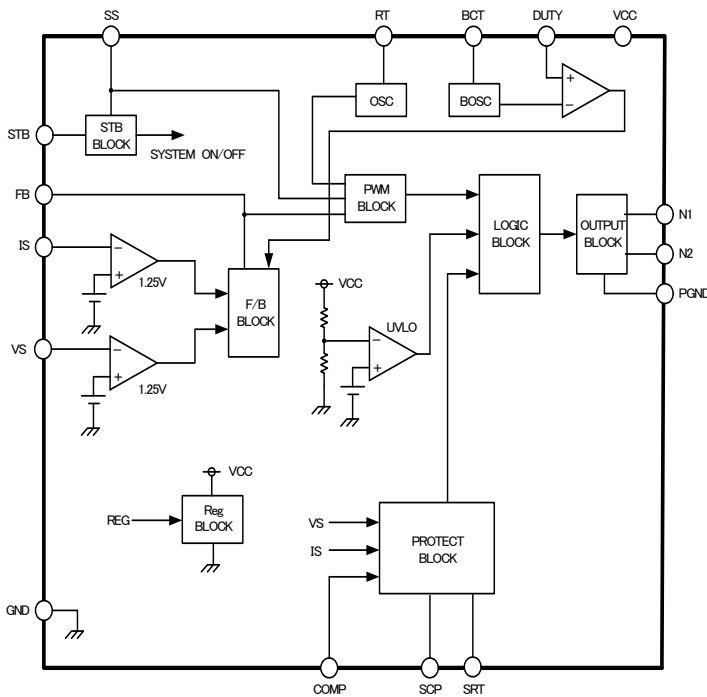 SS
RT
BCT
DUTY
VCC
OSC
BOSC
+
−
STB
STB
BLOCK
SYSTEM ON/OFF
FB
PWM
BLOCK
LOGIC
BLOCK
OUTPUT
BLOCK
N1
N2
PGND
IS
−
+
1.25V
F/B
BLOCK
VCC
UVLO
−
+
VS
−
+
1.25V
VCC
REG
Reg
BLOCK
VS
IS
PROTECT
BLOCK
GND
COMP
SCP
SRT